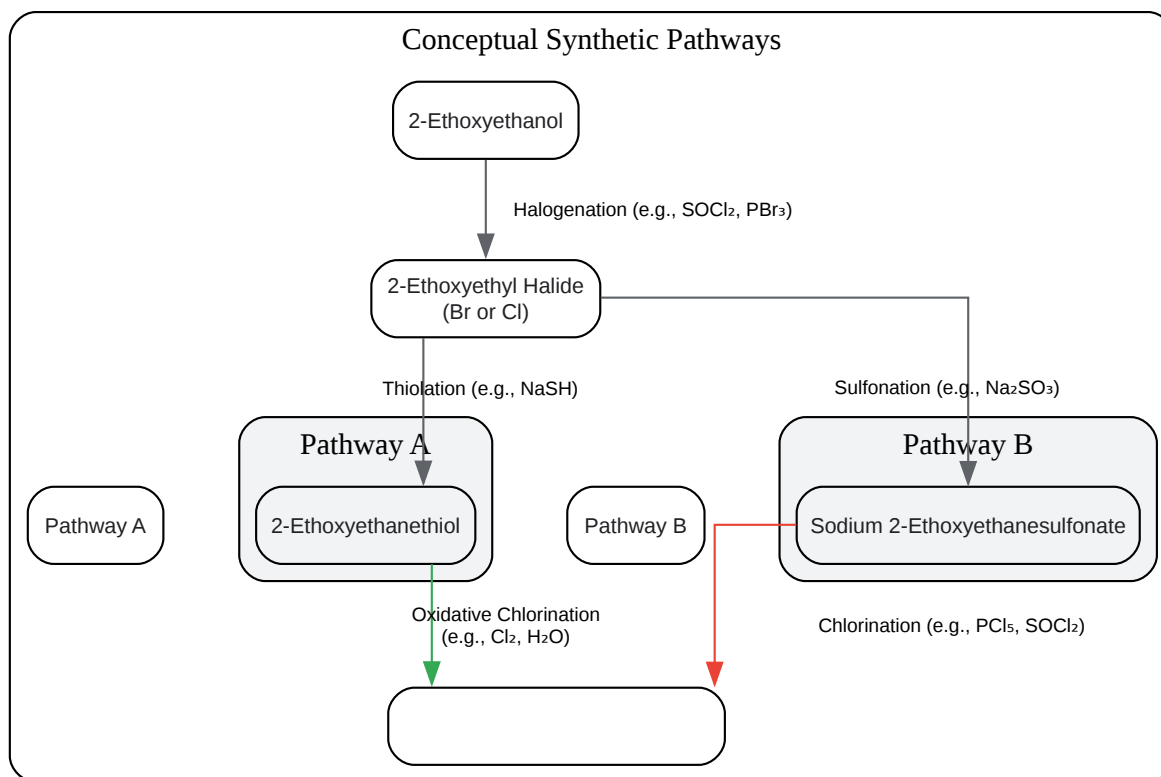 Conceptual Synthetic Pathways
2-Ethoxyethanol
Halogenation (e.g., SOCl₂, PBr₃)
2-Ethoxyethyl Halide
(Br or Cl)
Thiolation (e.g., NaSH)
Sulfonation (e.g., Na₂SO₃)
Pathway A
Pathway B
Pathway A
2-Ethoxyethanethiol
Pathway B
Sodium 2-Ethoxyethanesulfonate
Oxidative Chlorination
(e.g., Cl₂, H₂O)
Chlorination (e.g., PCl₅, SOCl₂)